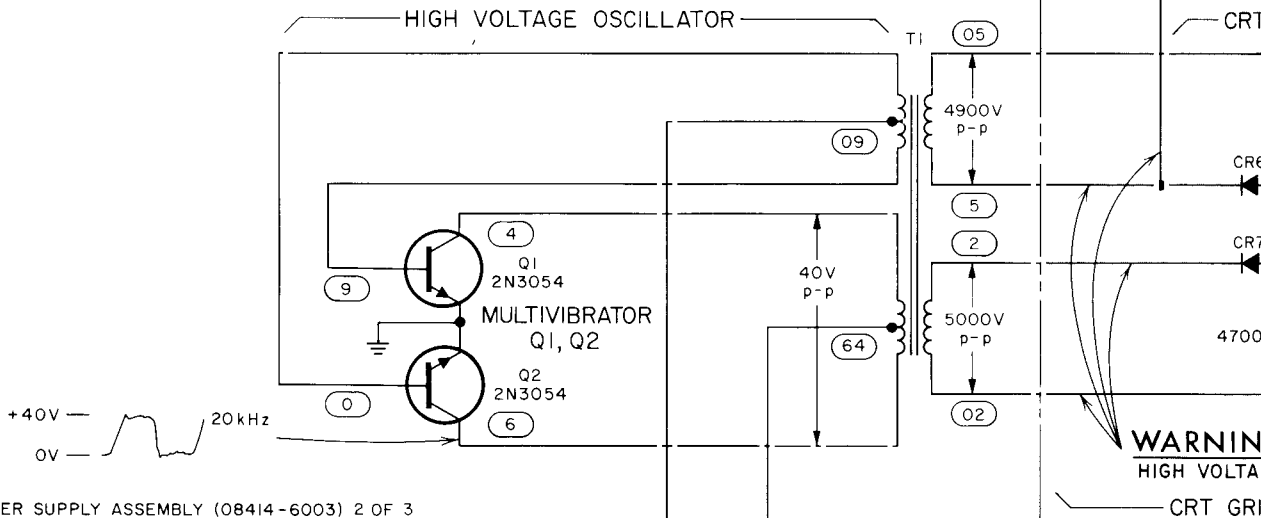 HIGH VOLTAGE OSCILLATOR
CRT
T1
05
4900V
p-p
09
CR6
5
4
2
CR7
Q1
2N3054
9
40V
p-p
MULTIVIBRATOR
Q1, Q2
5000V
p-p
64
4700
Q2
2N3054
0
02
+40V
20kHz
6
0V
WARNIN
HIGH VOLTA
ER SUPPLY ASSEMBLY (08414-6003) 2 OF 3
CRT GRI